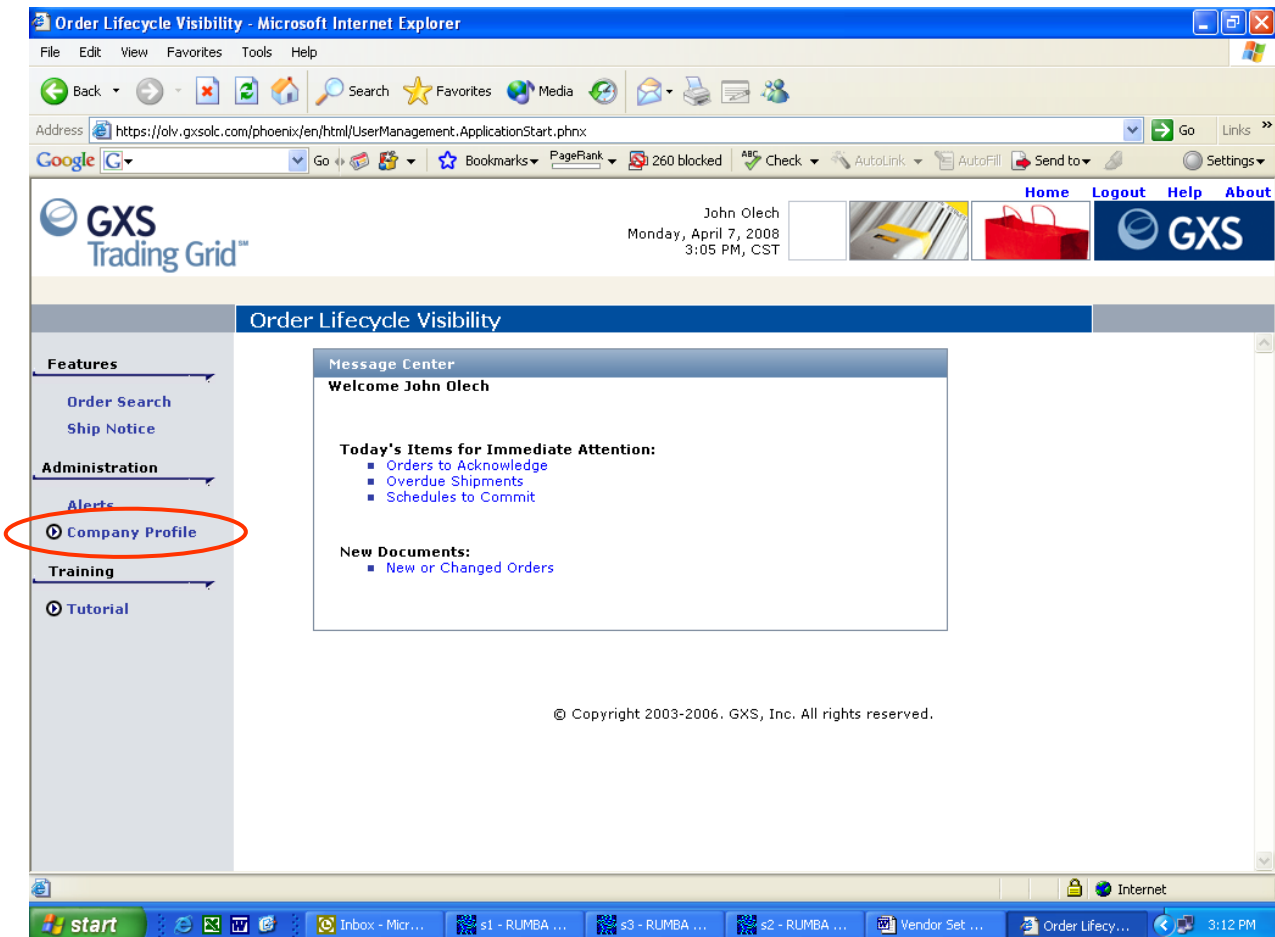 Order Lifecycle Visibility - Microsoft Internet Explorer
File Edit View Favorites Tools Help
Back Search Favorites Media
Address https://olv.gxsolc.com/phoenix/en/html/UserManagement.ApplicationStart.phnx Go Links »
Google G Go Bookmarks PageRank 260 blocked ABC Check AutoLink AutoFill Send to Settings
Home Logout Help About
GXS
Trading Grid℠
John Olech
Monday, April 7, 2008
3:05 PM, CST
GXS
Order Lifecycle Visibility
Features
Order Search
Ship Notice
Administration
Alerts
Company Profile
Training
Tutorial
Message Center
Welcome John Olech
Today's Items for Immediate Attention:
Orders to Acknowledge
Overdue Shipments
Schedules to Commit
New Documents:
New or Changed Orders
© Copyright 2003-2006. GXS, Inc. All rights reserved.
Internet
start Inbox - Micr... s1 - RUMBA ... s3 - RUMBA ... s2 - RUMBA ... Vendor Set ... Order Lifecy... 3:12 PM